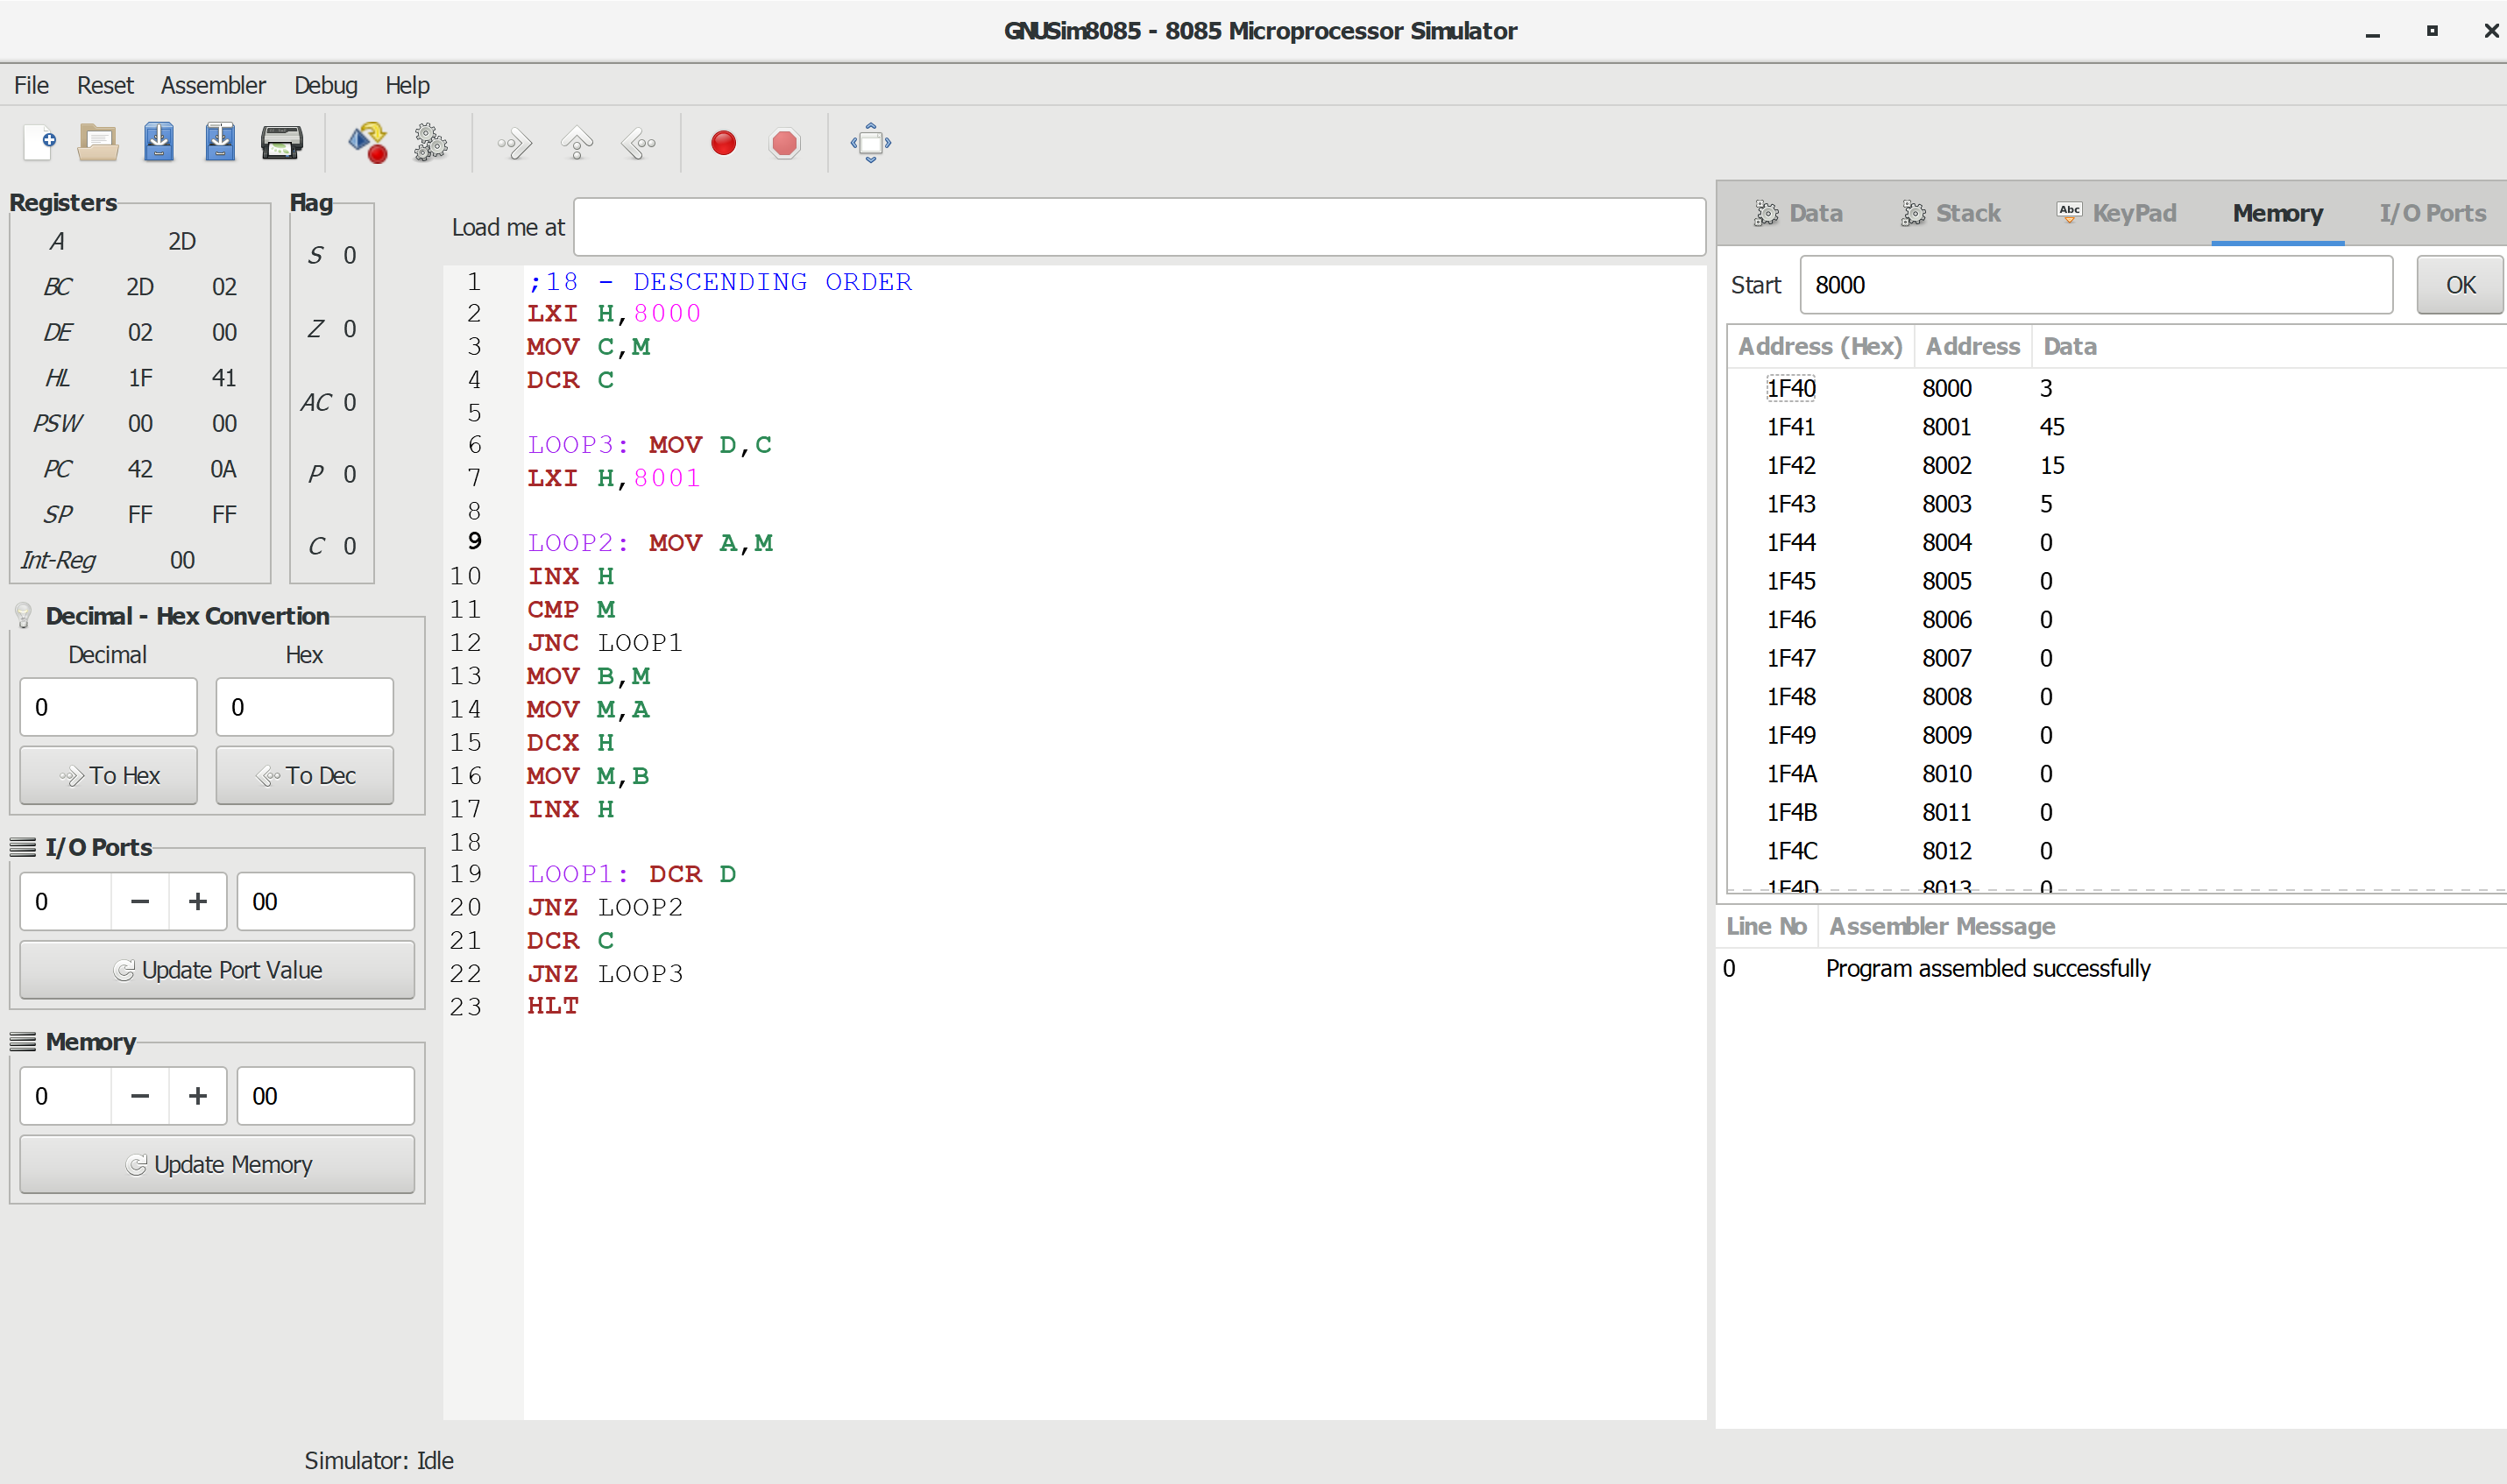 GNUSim8085 - 8085 Microprocessor Simulator
File Reset Assembler Debug Help
Registers
A 2D
BC 2D 02
DE 02 00
HL 1F 41
PSW 00 00
PC 42 0A
SP FF FF
Int-Reg 00
Flag
S 0
Z 0
AC 0
P 0
C 0
Decimal - Hex Convertion
Decimal Hex
0 0
To Hex To Dec
I/O Ports
0 − + 00
Update Port Value
Memory
0 − + 00
Update Memory
Load me at
1 ;18 - DESCENDING ORDER
2 LXI H,8000
3 MOV C,M
4 DCR C
5
6 LOOP3: MOV D,C
7 LXI H,8001
8
9 LOOP2: MOV A,M
10 INX H
11 CMP M
12 JNC LOOP1
13 MOV B,M
14 MOV M,A
15 DCX H
16 MOV M,B
17 INX H
18
19 LOOP1: DCR D
20 JNZ LOOP2
21 DCR C
22 JNZ LOOP3
23 HLT
Data Stack Abc KeyPad Memory I/O Ports
Start 8000 OK
Address (Hex) Address Data
1F40 8000 3
1F41 8001 45
1F42 8002 15
1F43 8003 5
1F44 8004 0
1F45 8005 0
1F46 8006 0
1F47 8007 0
1F48 8008 0
1F49 8009 0
1F4A 8010 0
1F4B 8011 0
1F4C 8012 0
1F4D 8013 0
Line No Assembler Message
0 Program assembled successfully
Simulator: Idle